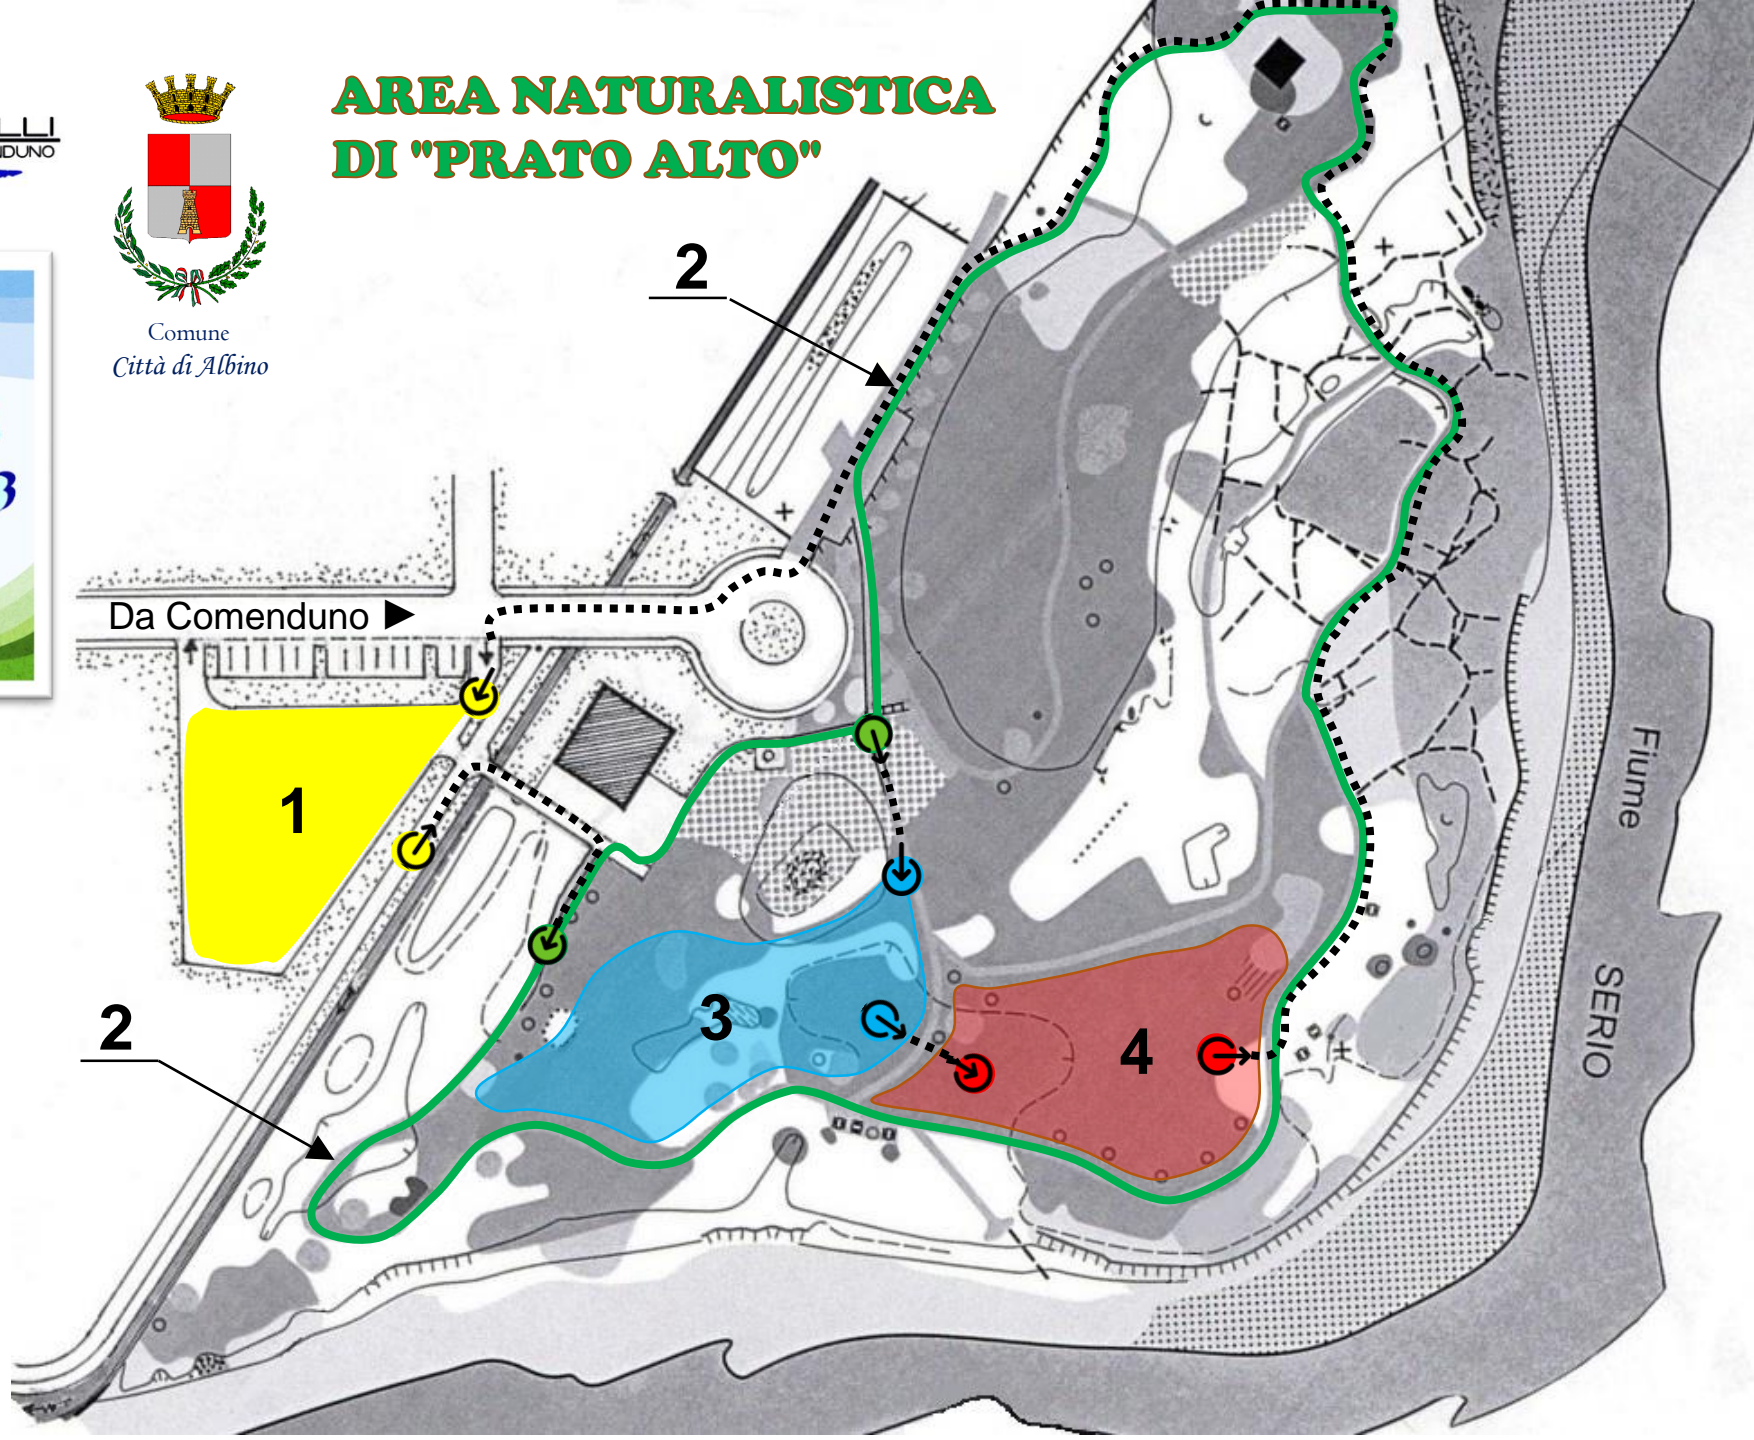 AREA NATURALISTICA
DI "PRATO ALTO"
Comune
Città di Albino
2
Da Comenduno ►
1
2
3
4
Fiume
SERIO